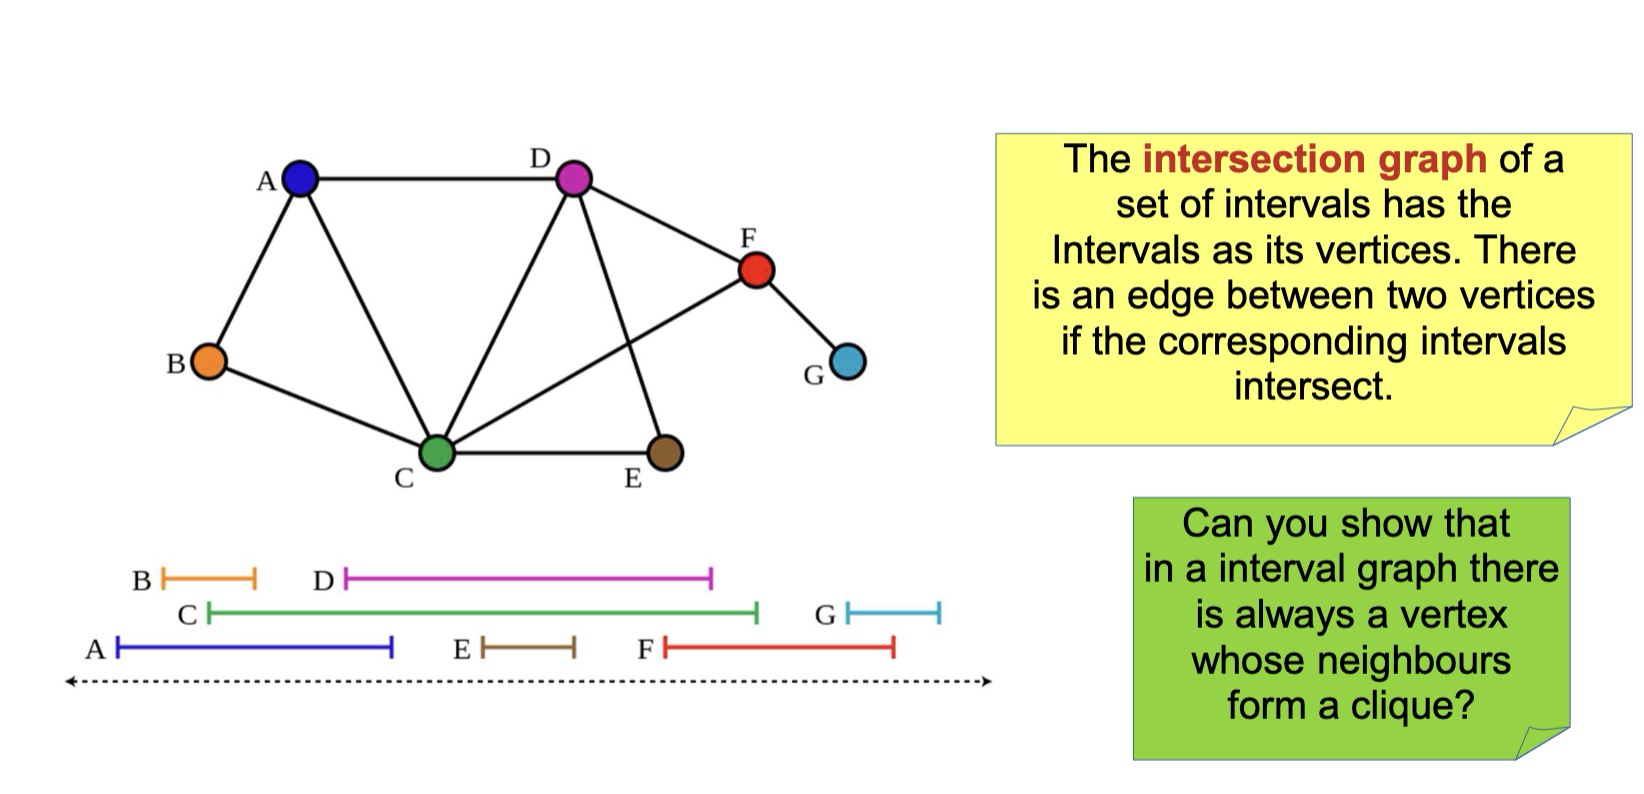 A
D
F
B
G
C
E
The intersection graph of a
set of intervals has the
Intervals as its vertices. There
is an edge between two vertices
if the corresponding intervals
intersect.
B
D
C
G
A
E
F
Can you show that
in a interval graph there
is always a vertex
whose neighbours
form a clique?